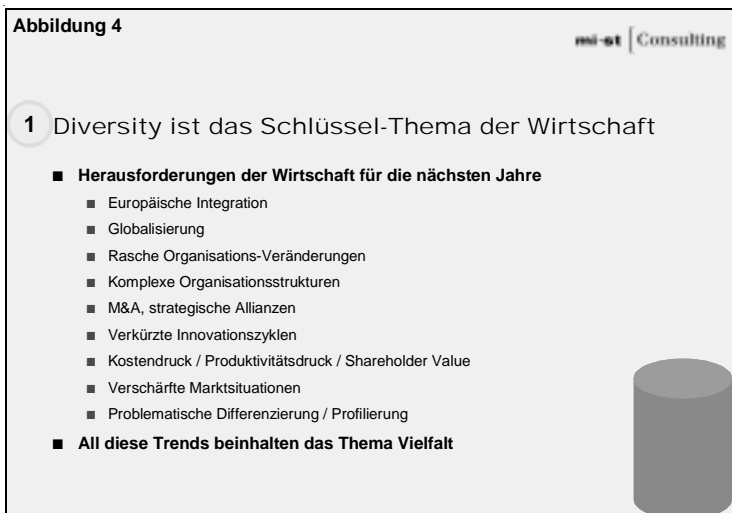 Abbildung 4
mi·st [Consulting
1 Diversity ist das Schlüssel-Thema der Wirtschaft
■ Herausforderungen der Wirtschaft für die nächsten Jahre
■ Europäische Integration
■ Globalisierung
■ Rasche Organisations-Veränderungen
■ Komplexe Organisationsstrukturen
■ M&A, strategische Allianzen
■ Verkürzte Innovationszyklen
■ Kostendruck / Produktivitätsdruck / Shareholder Value
■ Verschärfte Marktsituationen
■ Problematische Differenzierung / Profilierung
■ All diese Trends beinhalten das Thema Vielfalt